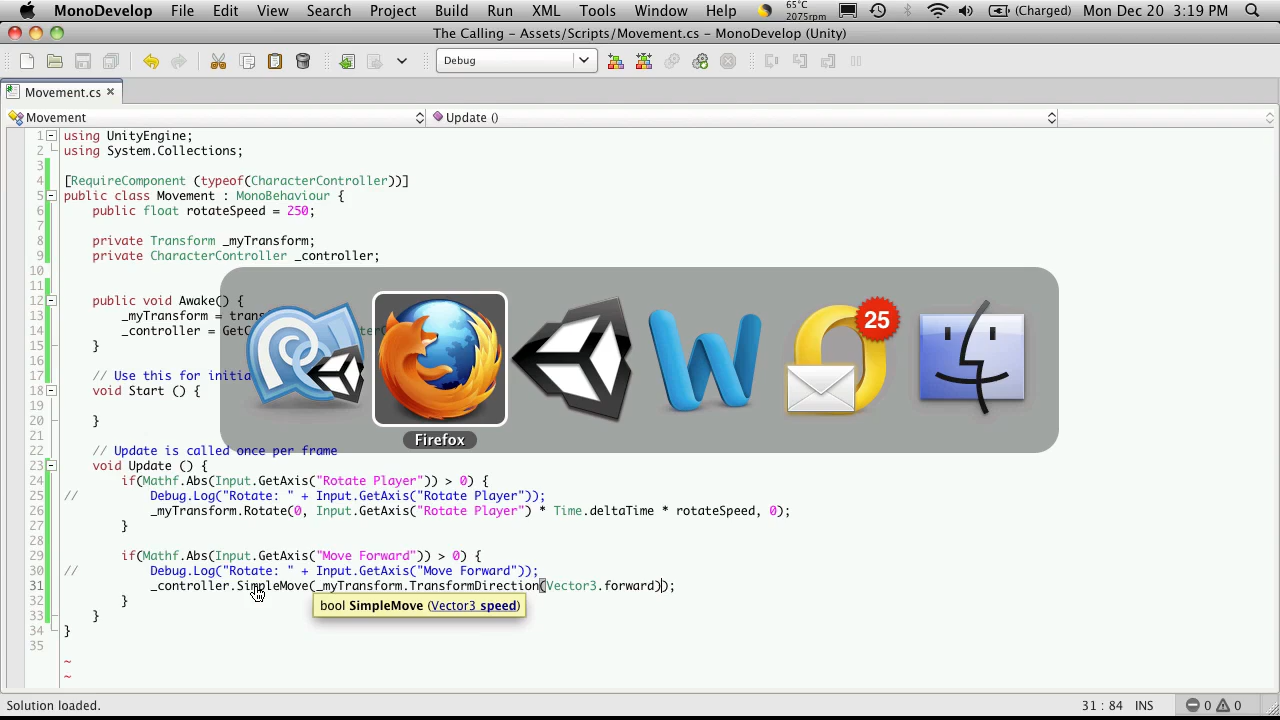 MonoDevelop File Edit View Search Project Build Run XML Tools Window Help 65°C 2075rpm (Charged) Mon Dec 20 3:19 PM
The Calling – Assets/Scripts/Movement.cs – MonoDevelop (Unity)
Debug
Movement.cs
Movement Update ()
1 using UnityEngine;
2 using System.Collections;
3
4 [RequireComponent (typeof(CharacterController))]
5 public class Movement : MonoBehaviour {
6 public float rotateSpeed = 250;
7
8 private Transform _myTransform;
9 private CharacterController _controller;
10
11
12 public void Awake() {
13 _myTransform = trans
14 _controller = GetC
15 }
16
17 // Use this for initia
18 void Start () {
19
20 }
21
22 // Update is called once per frame
23 void Update () {
24 if(Mathf.Abs(Input.GetAxis("Rotate Player")) > 0) {
25 // Debug.Log("Rotate: " + Input.GetAxis("Rotate Player"));
26 _myTransform.Rotate(0, Input.GetAxis("Rotate Player") * Time.deltaTime * rotateSpeed, 0);
27 }
28
29 if(Mathf.Abs(Input.GetAxis("Move Forward")) > 0) {
30 // Debug.Log("Rotate: " + Input.GetAxis("Move Forward"));
31 _controller.SimpleMove(_myTransform.TransformDirection(Vector3.forward));
32 }
33 }
34 }
35
~
~
25
Firefox
bool SimpleMove (Vector3 speed)
Solution loaded. 31 : 84 INS 0 0